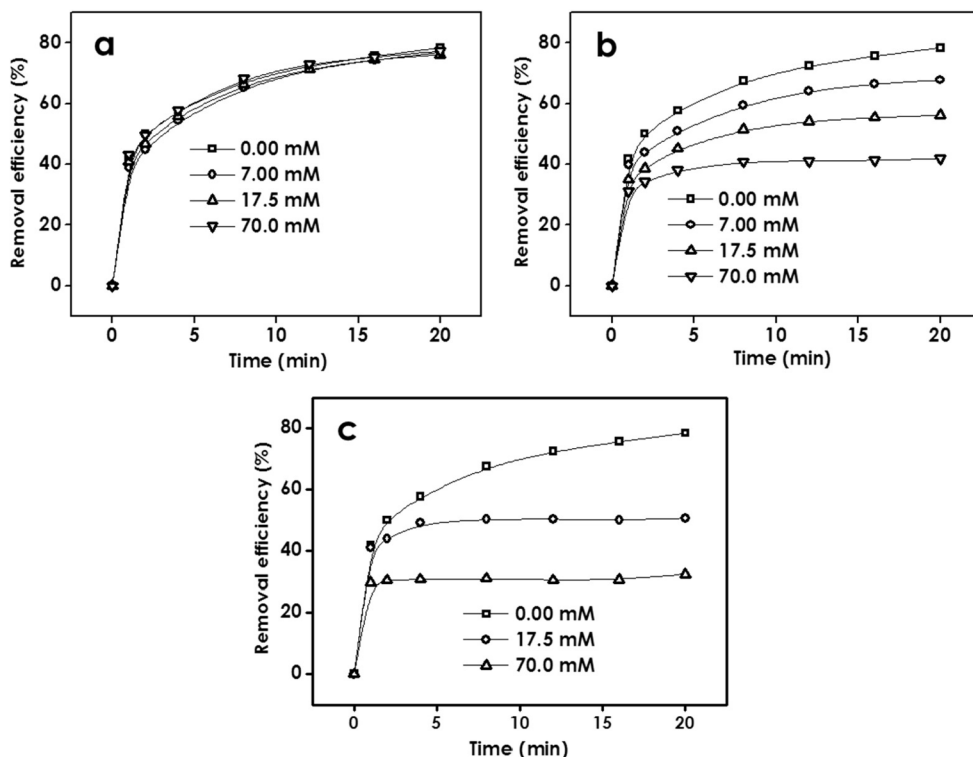 a
80
60
40
20
0
Removal efficiency (%)
0.00 mM
7.00 mM
17.5 mM
70.0 mM
0 5 10 15 20
Time (min)
b
80
60
40
20
0
Removal efficiency (%)
0.00 mM
7.00 mM
17.5 mM
70.0 mM
0 5 10 15 20
Time (min)
c
80
60
40
20
0
Removal efficiency (%)
0.00 mM
17.5 mM
70.0 mM
0 5 10 15 20
Time (min)